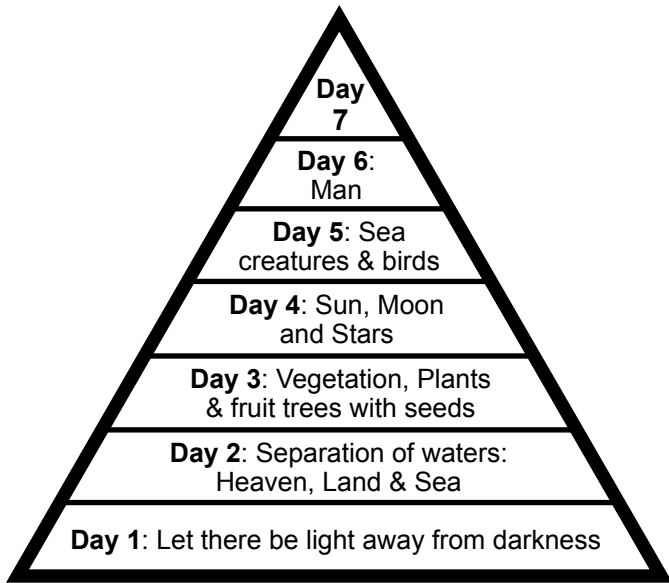 Day
7
Day 6:
Man
Day 5: Sea
creatures & birds
Day 4: Sun, Moon
and Stars
Day 3: Vegetation, Plants
& fruit trees with seeds
Day 2: Separation of waters:
Heaven, Land & Sea
Day 1: Let there be light away from darkness